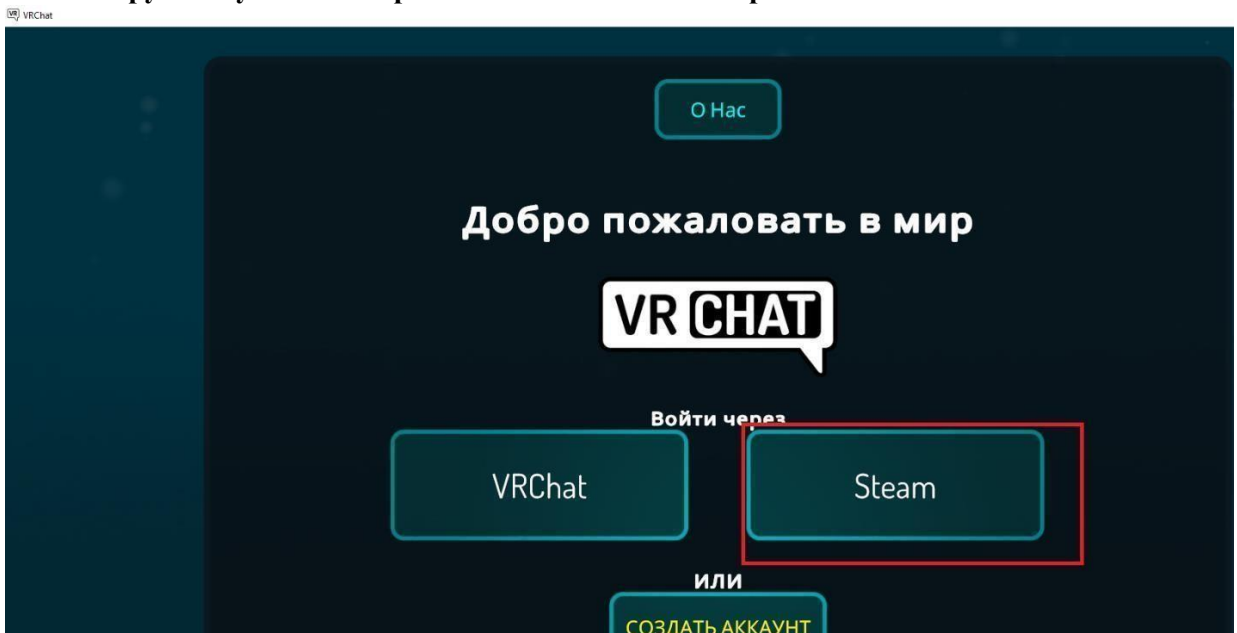 VRChat
О Нас
Добро пожаловать в мир
VR CHAT
Войти через
VRChat Steam
или
СОЗДАТЬ АККАУНТ